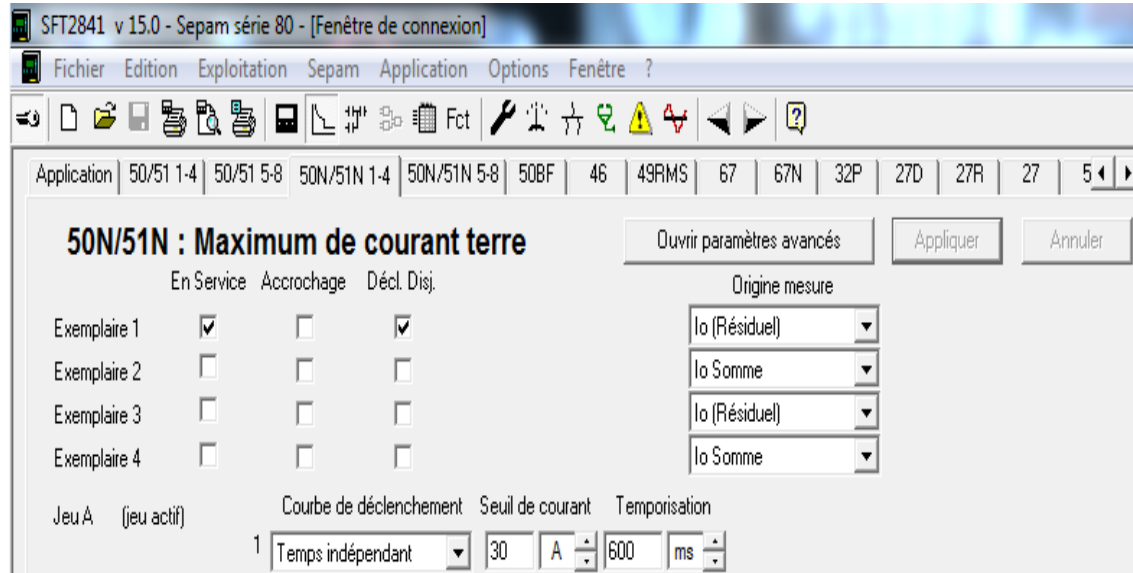 SFT2841 v 15.0 - Sepam série 80 - [Fenêtre de connexion]
Fichier Edition Exploitation Sepam Application Options Fenêtre ?
Fct
Application 50/51 1-4 50/51 5-8 50N/51N 1-4 50N/51N 5-8 50BF 46 49RMS 67 67N 32P 27D 27R 27 5
50N/51N : Maximum de courant terre Ouvrir paramètres avancés Appliquer Annuler
En Service Accrochage Décl. Disj. Origine mesure
Exemplaire 1 Io (Résiduel)
Exemplaire 2 Io Somme
Exemplaire 3 Io (Résiduel)
Exemplaire 4 Io Somme
Jeu A (jeu actif) Courbe de déclenchement Seuil de courant Temporisation
1 Temps indépendant 30 A 600 ms